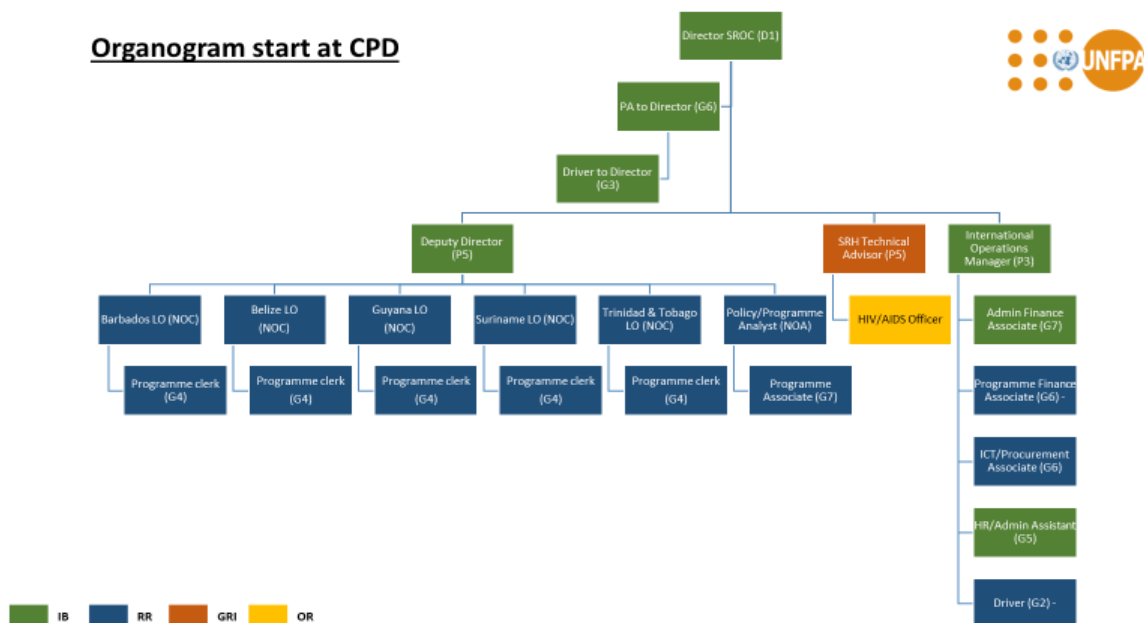 Organogram start at CPD
Director SROC (D1)
UNFPA
PA to Director (G6)
Driver to Director
(G3)
Deputy Director
(P5)
SRH Technical
Advisor (P5)
International
Operations
Manager (P3)
Barbados LO (NOC)
Belize LO
(NOC)
Guyana LO
(NOC)
Suriname LO (NOC)
Trinidad & Tobago
LO (NOC)
Policy/Programme
Analyst (NOA)
HIV/AIDS Officer
Admin Finance
Associate (G7)
Programme clerk
(G4)
Programme clerk
(G4)
Programme clerk
(G4)
Programme clerk
(G4)
Programme clerk
(G4)
Programme
Associate (G7)
Programme Finance
Associate (G6) -
ICT/Procurement
Associate (G6)
HR/Admin Assistant
(G5)
Driver (G2) -
IB
RR
GRI
OR